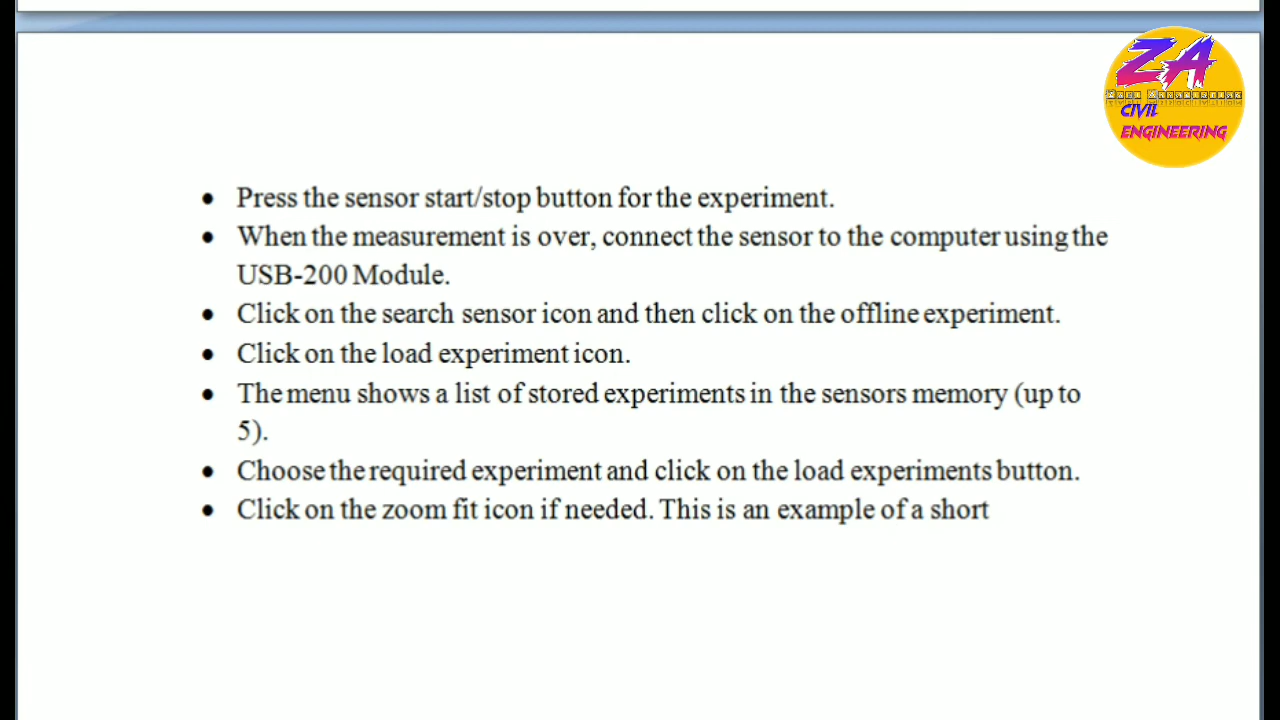 ZA
CIVIL
ENGINEERING
• Press the sensor start/stop button for the experiment.
• When the measurement is over, connect the sensor to the computer using the
USB-200 Module.
• Click on the search sensor icon and then click on the offline experiment.
• Click on the load experiment icon.
• The menu shows a list of stored experiments in the sensors memory (up to
5).
• Choose the required experiment and click on the load experiments button.
• Click on the zoom fit icon if needed. This is an example of a short